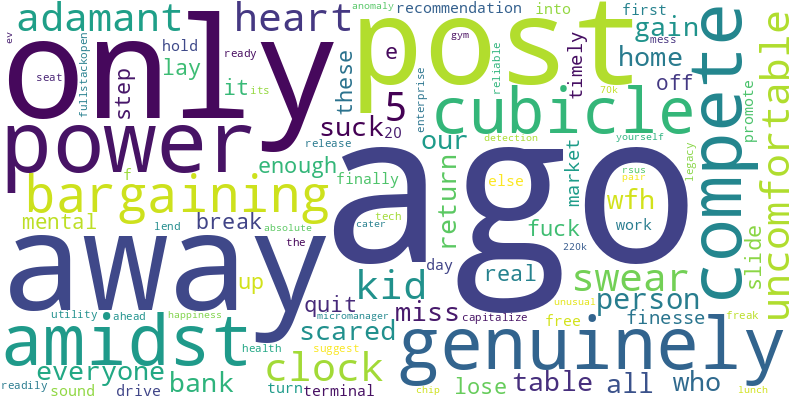 anomaly recommendation into first
adamant heart gain
only post compete
hold ready gym home
seat e off
fullstackopen step lay it its these timely uncomfortable
5 cubicle reliable 70k promote
power suck 20 enterprise
release our detection yourself
f enough finally return else market rsus pair legacy
bargaining ago wfh
mental break tech fuck work
lend absolute cater 220k
away the day real slide
up kid swear
utility ahead happiness quit miss unusual person
amidst micromanager capitalize free finesse freak
scared
health suggest genuinely
everyone clock
readily sound drive bank turn terminal chip lose table all who lunch
ev mess